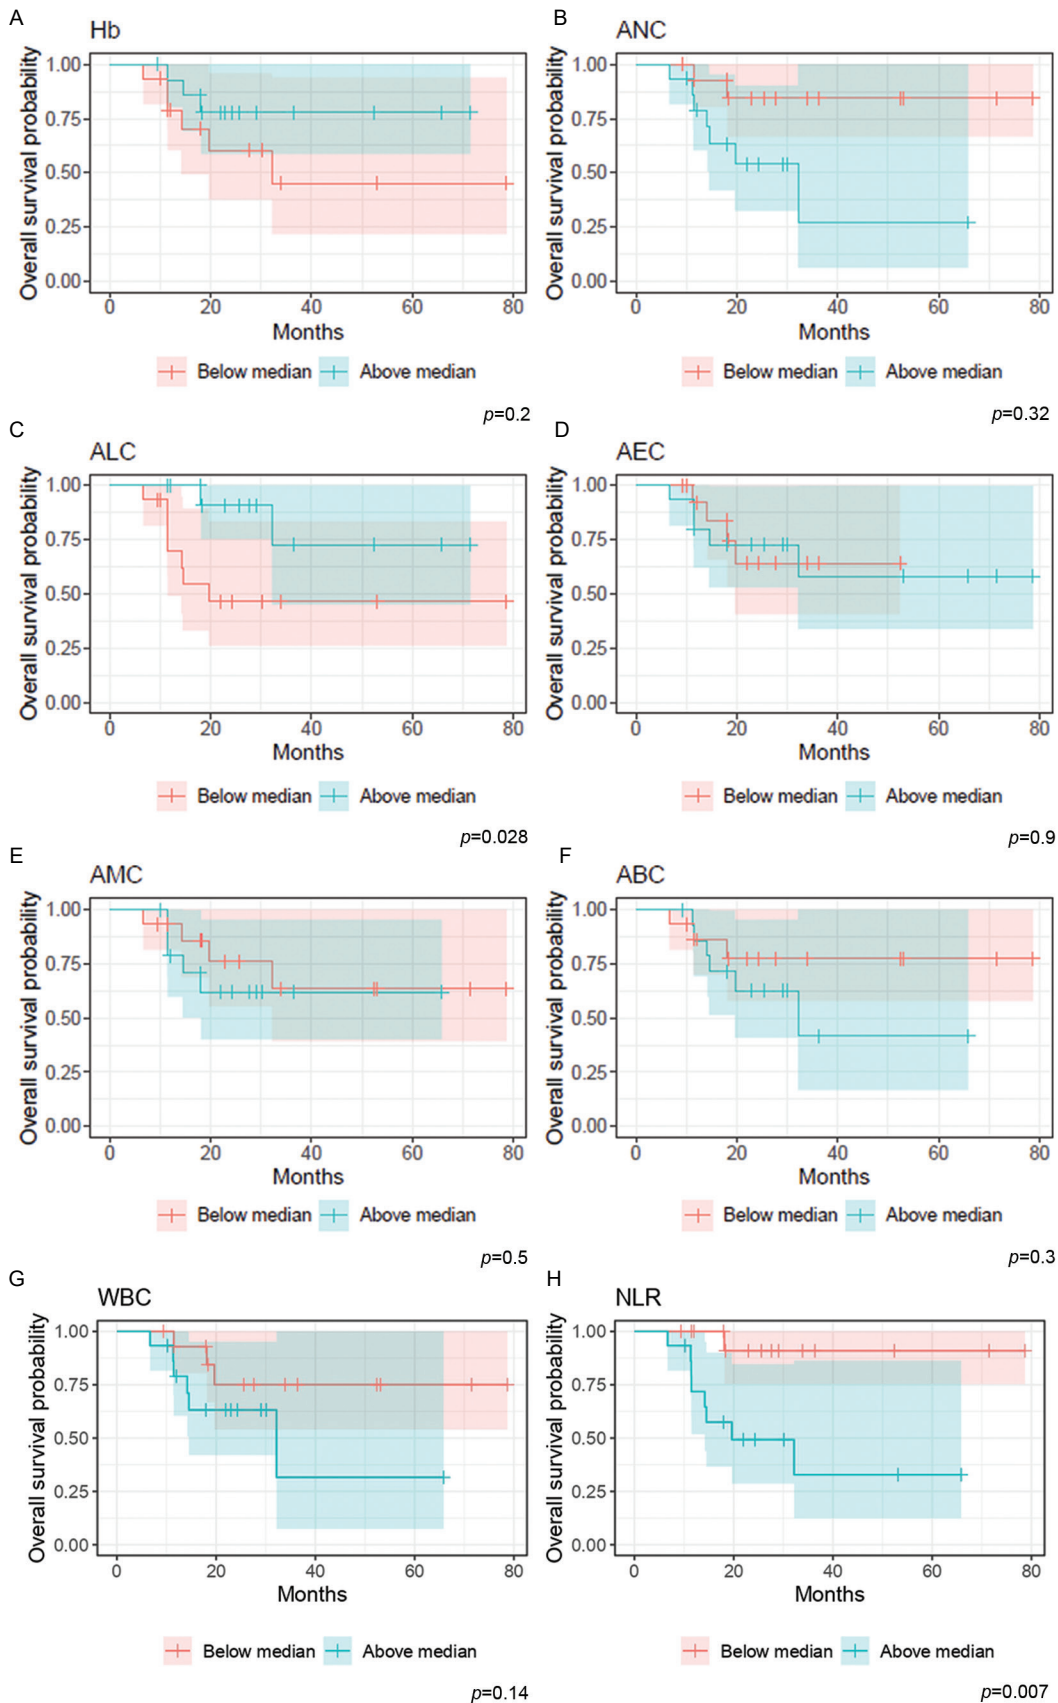 A
Hb
Overall survival probability
1.00
0.75
0.50
0.25
0.00
0 20 40 60 80
Months
Below median Above median
p=0.2
B
ANC
Overall survival probability
1.00
0.75
0.50
0.25
0.00
0 20 40 60 80
Months
Below median Above median
p=0.32
C
ALC
Overall survival probability
1.00
0.75
0.50
0.25
0.00
0 20 40 60 80
Months
Below median Above median
p=0.028
D
AEC
Overall survival probability
1.00
0.75
0.50
0.25
0.00
0 20 40 60 80
Months
Below median Above median
p=0.9
E
AMC
Overall survival probability
1.00
0.75
0.50
0.25
0.00
0 20 40 60 80
Months
Below median Above median
p=0.5
F
ABC
Overall survival probability
1.00
0.75
0.50
0.25
0.00
0 20 40 60 80
Months
Below median Above median
p=0.3
G
WBC
Overall survival probability
1.00
0.75
0.50
0.25
0.00
0 20 40 60 80
Months
Below median Above median
p=0.14
H
NLR
Overall survival probability
1.00
0.75
0.50
0.25
0.00
0 20 40 60 80
Months
Below median Above median
p=0.007